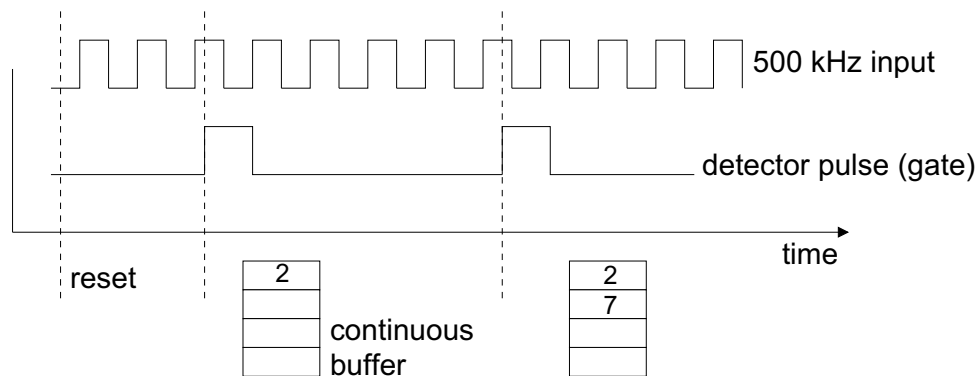 500 kHz input
detector pulse (gate)
time
reset
2
continuous
buffer
2
7